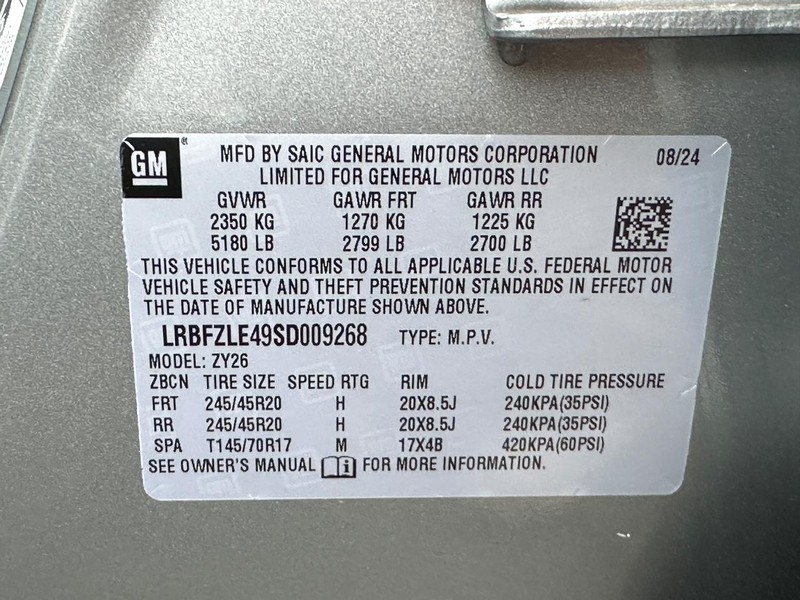 GM ® MFD BY SAIC GENERAL MOTORS CORPORATION 08/24
LIMITED FOR GENERAL MOTORS LLC
GVWR GAWR FRT GAWR RR
2350 KG 1270 KG 1225 KG
5180 LB 2799 LB 2700 LB
THIS VEHICLE CONFORMS TO ALL APPLICABLE U.S. FEDERAL MOTOR
VEHICLE SAFETY AND THEFT PREVENTION STANDARDS IN EFFECT ON
THE DATE OF MANUFACTURE SHOWN ABOVE.
LRBFZLE49SD009268 TYPE: M.P.V.
MODEL: ZY26
ZBCN TIRE SIZE SPEED RTG RIM COLD TIRE PRESSURE
FRT 245/45R20 H 20X8.5J 240KPA(35PSI)
RR 245/45R20 H 20X8.5J 240KPA(35PSI)
SPA T145/70R17 M 17X4B 420KPA(60PSI)
SEE OWNER'S MANUAL i FOR MORE INFORMATION.